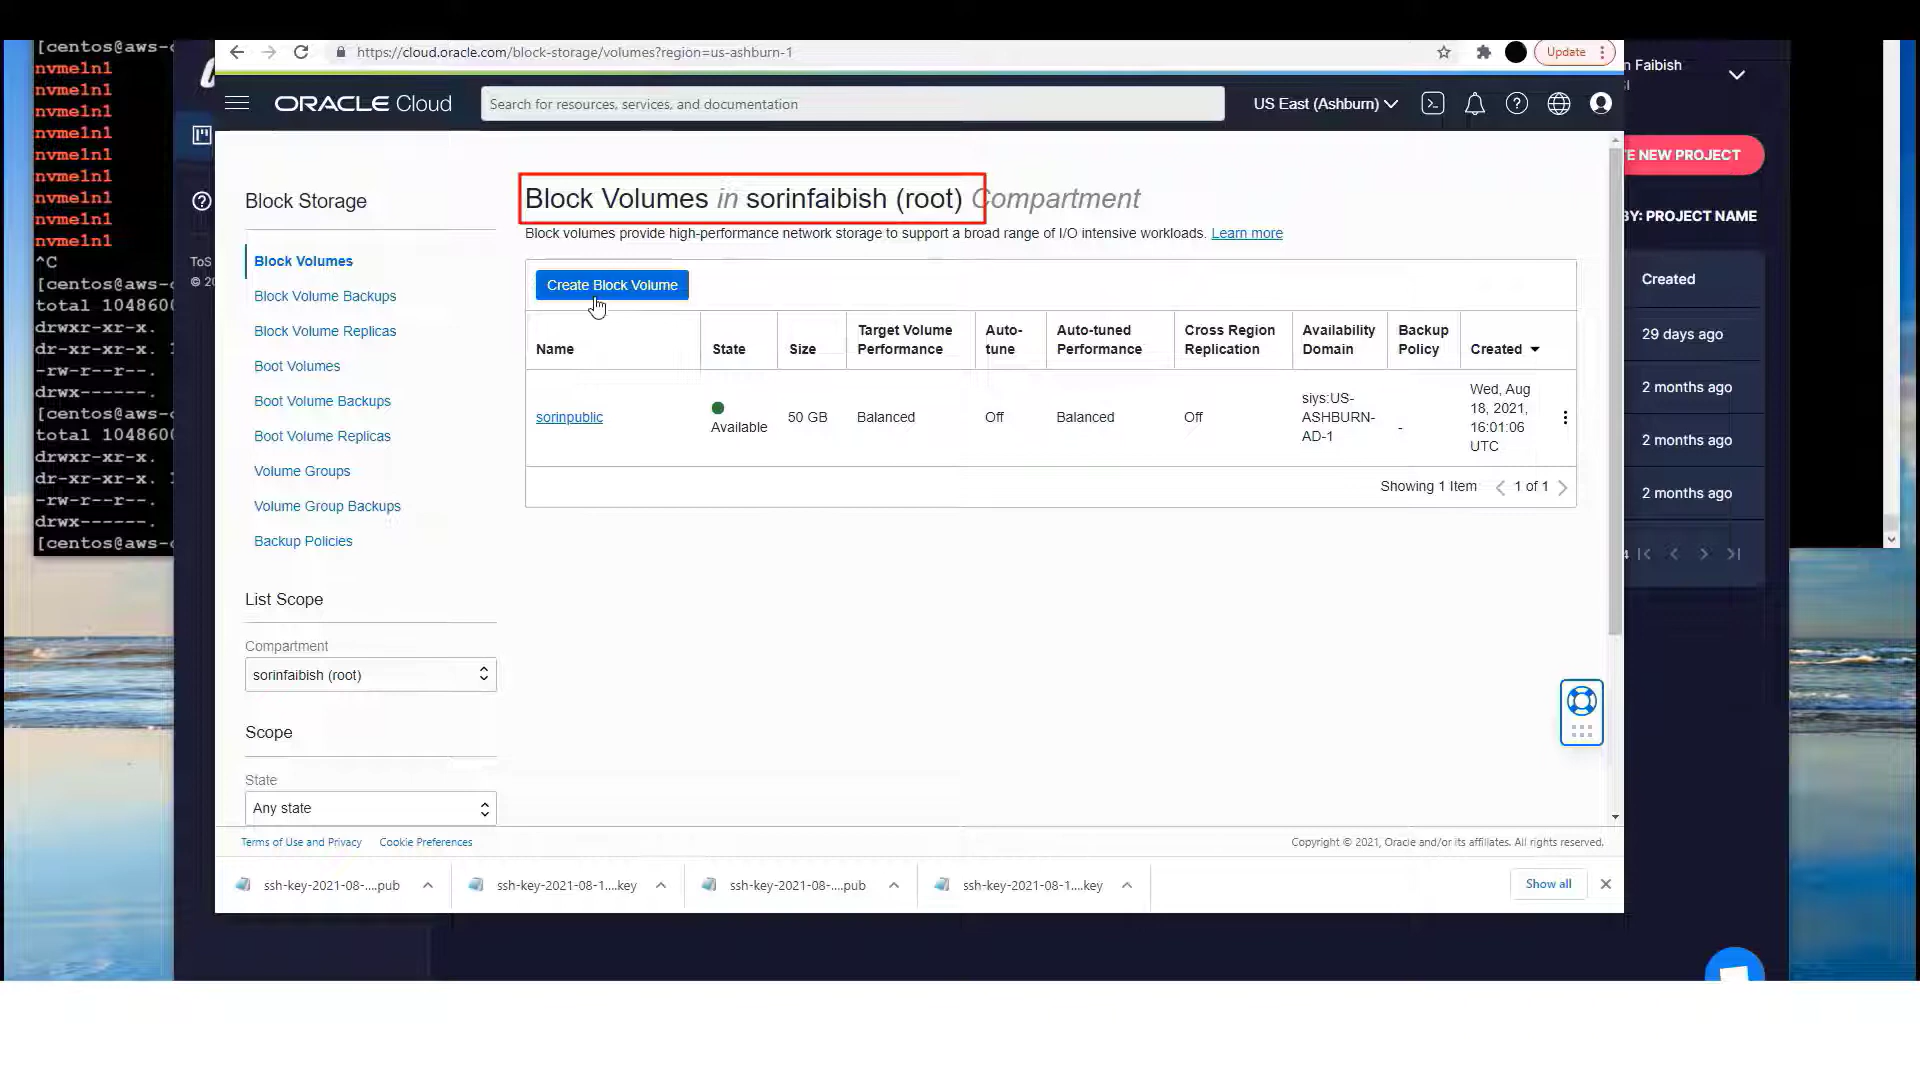 [centos@aws-c
nvme1n1
nvme1n1
nvme1n1
nvme1n1
nvme1n1
nvme1n1
nvme1n1
nvme1n1
nvme1n1
^C
[centos@aws-c
total 1048600
drwxr-xr-x.
dr-xr-xr-x. 1
-rw-r--r--.
drwx------.
[centos@aws-c
total 1048600
drwxr-xr-x.
dr-xr-xr-x. 1
-rw-r--r--.
drwx------.
[centos@aws-c
ToS
© 20
https://cloud.oracle.com/block-storage/volumes?region=us-ashburn-1
Update
ORACLE Cloud
Search for resources, services, and documentation
US East (Ashburn)
Block Storage
Block Volumes
Block Volume Backups
Block Volume Replicas
Boot Volumes
Boot Volume Backups
Boot Volume Replicas
Volume Groups
Volume Group Backups
Backup Policies
List Scope
Compartment
sorinfaibish (root)
Scope
State
Any state
Block Volumes in sorinfaibish (root) Compartment
Block volumes provide high-performance network storage to support a broad range of I/O intensive workloads. Learn more
Create Block Volume
Name State Size Target Volume Performance Auto-tune Auto-tuned Performance Cross Region Replication Availability Domain Backup Policy Created
sorinpublic Available 50 GB Balanced Off Balanced Off siys:US-ASHBURN-AD-1 - Wed, Aug 18, 2021, 16:01:06 UTC
Showing 1 Item 1 of 1
Terms of Use and Privacy Cookie Preferences
Copyright © 2021, Oracle and/or its affiliates. All rights reserved.
ssh-key-2021-08-....pub
ssh-key-2021-08-1....key
ssh-key-2021-08-....pub
ssh-key-2021-08-1....key
Show all
n Faibish
SI
TE NEW PROJECT
BY: PROJECT NAME
Created
29 days ago
2 months ago
2 months ago
2 months ago
4